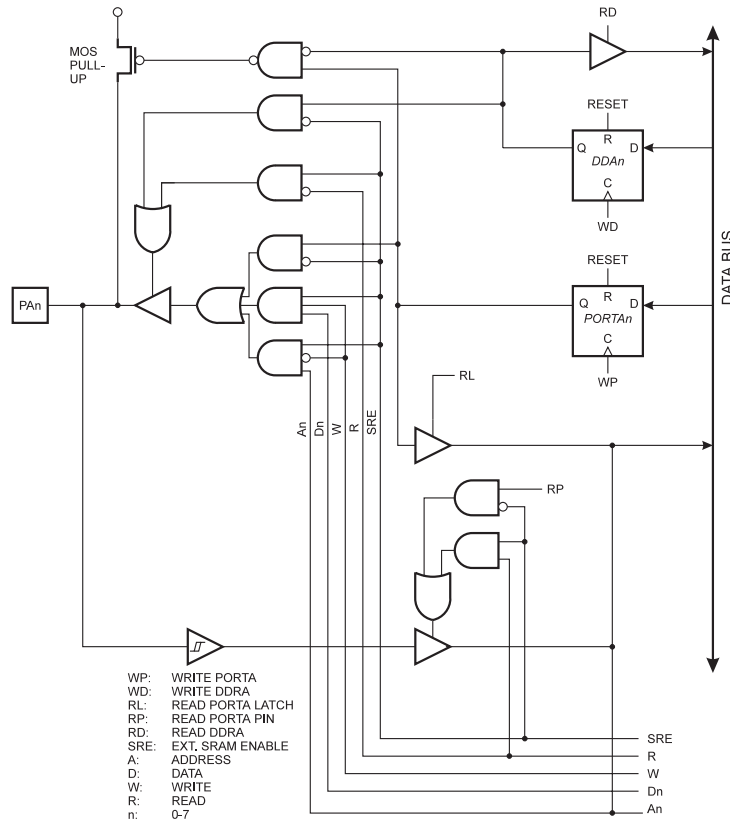 RD
MOS
PULL-
UP
RESET
R
Q
D
DDAn
C
WD
DATA BUS
RESET
R
Q
D
PORTAn
C
WP
PAn
RL
An
Dn
W
R
SRE
RP
WP: WRITE PORTA
WD: WRITE DDRA
RL: READ PORTA LATCH
RP: READ PORTA PIN
RD: READ DDRA
SRE: EXT. SRAM ENABLE
A: ADDRESS
D: DATA
W: WRITE
R: READ
n: 0-7
SRE
R
W
Dn
An